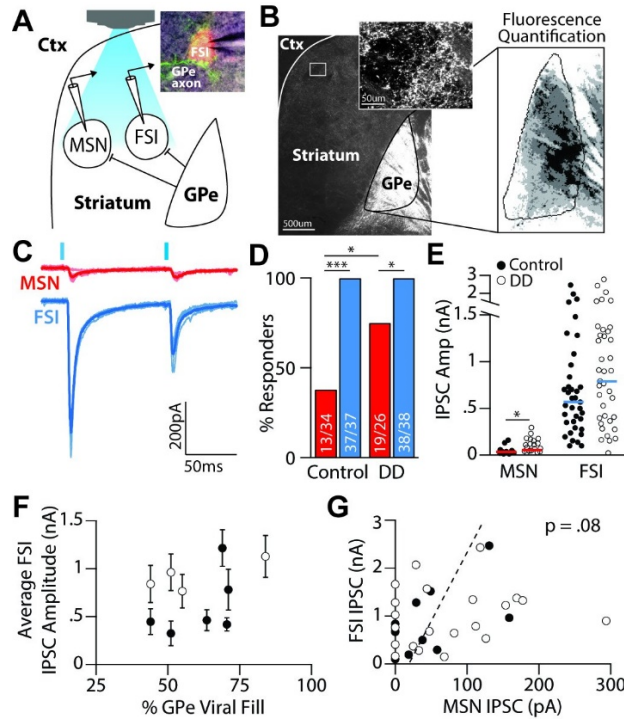 A
Ctx
FSI
GPe
axon
MSN
FSI
GPe
Striatum
B
Ctx
50um
Striatum
GPe
500um
Fluorescence
Quantification
C
MSN
FSI
200pA
50ms
D
% Responders
100
50
0
***
*
*
13/34
37/37
19/26
38/38
Control
DD
E
Control
DD
IPSC Amp (nA)
3
2
1.5
1
.5
0
*
MSN
FSI
F
Average FSI
IPSC Amplitude (nA)
1.5
1
0.5
0
25
50
75
100
% GPe Viral Fill
G
p = .08
FSI IPSC (nA)
3
2
1
0
0
100
200
300
MSN IPSC (pA)